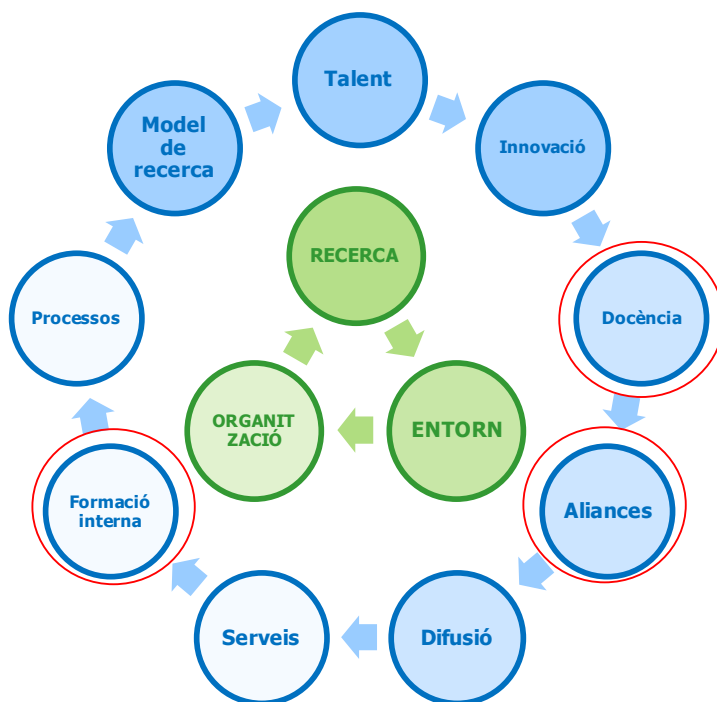 Talent
Model
de
recerca
Innovació
RECERCA
Processos
Docència
ORGANIT
ZACIÓ
ENTORN
Formació
interna
Aliances
Serveis
Difusió